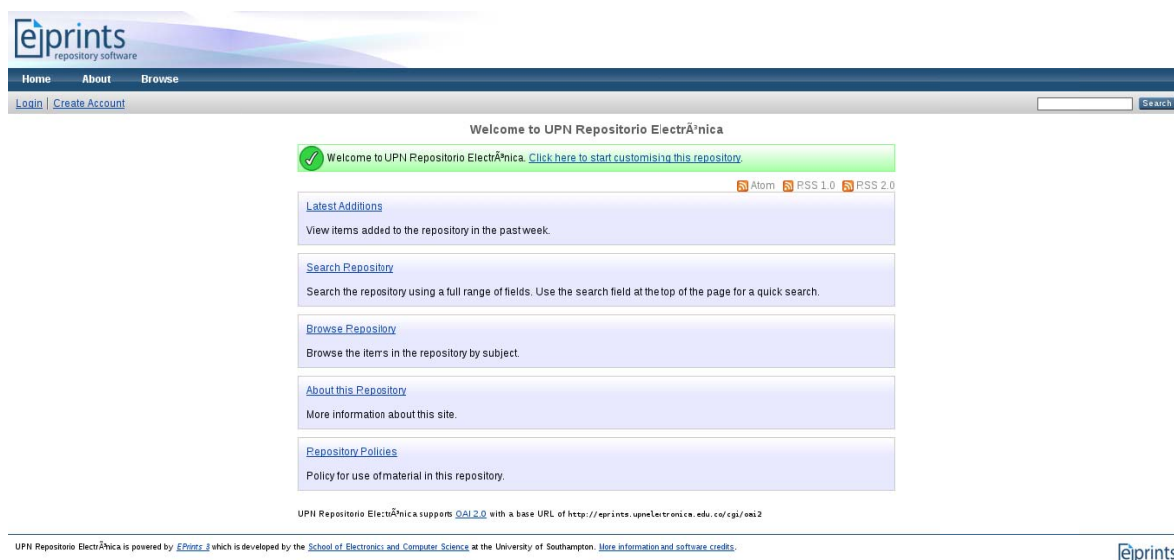 eprints
repository software
Home About Browse
Login | Create Account Search
Welcome to UPN Repositorio ElectrÃ³nica
Welcome to UPN Repositorio ElectrÃ³nica. Click here to start customising this repository.
Atom RSS 1.0 RSS 2.0
Latest Additions
View items added to the repository in the past week.
Search Repository
Search the repository using a full range of fields. Use the search field at the top of the page for a quick search.
Browse Repository
Browse the items in the repository by subject.
About this Repository
More information about this site.
Repository Policies
Policy for use of material in this repository.
UPN Repositorio ElectrÃ³nica supports OAI 2.0 with a base URL of http://eprints.upnelectronica.edu.co/cgi/oai2
UPN Repositorio ElectrÃ³nica is powered by EPrints 3 which is developed by the School of Electronics and Computer Science at the University of Southampton. More information and software credits.
eprints